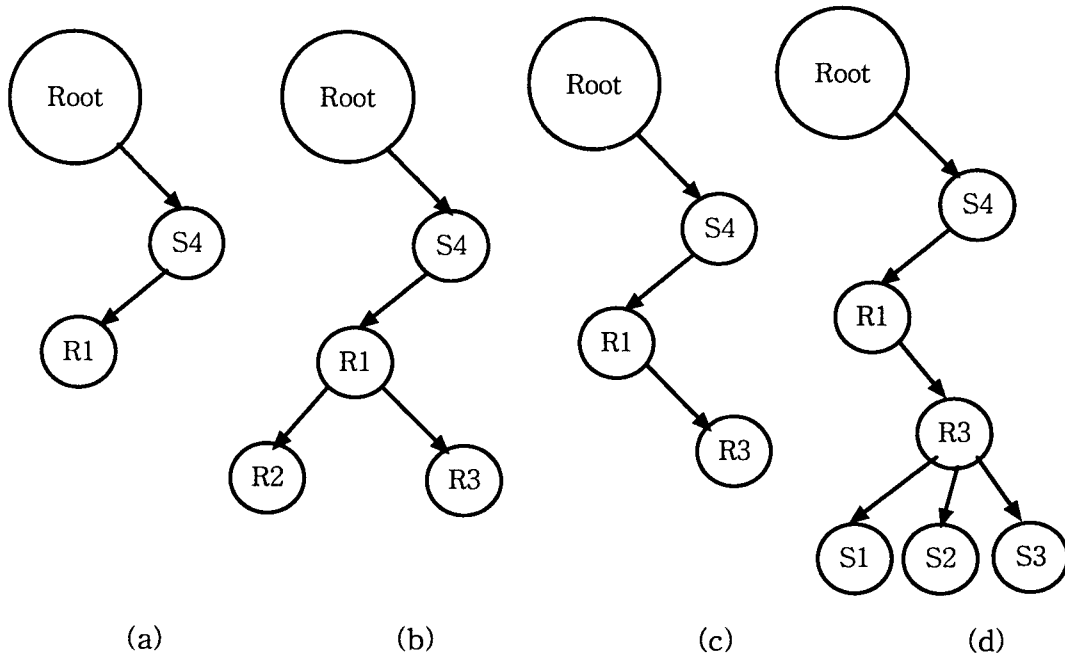 Root
S4
R1
(a)
Root
S4
R1
R2 R3
(b)
Root
S4
R1
R3
(c)
Root
S4
R1
R3
S1 S2 S3
(d)